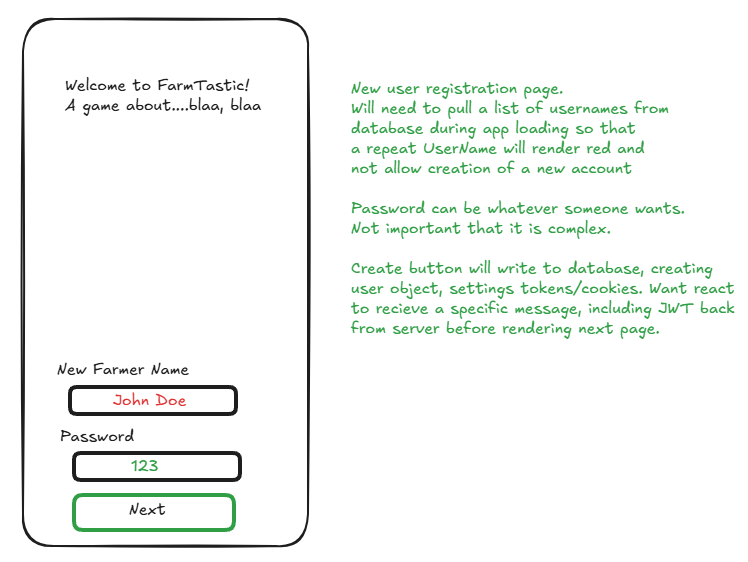 Welcome to FarmTastic!
A game about....blaa, blaa
New Farmer Name
John Doe
Password
123
Next
New user registration page.
Will need to pull a list of usernames from
database during app loading so that
a repeat UserName will render red and
not allow creation of a new account
Password can be whatever someone wants.
Not important that it is complex.
Create button will write to database, creating
user object, settings tokens/cookies. Want react
to recieve a specific message, including JWT back
from server before rendering next page.